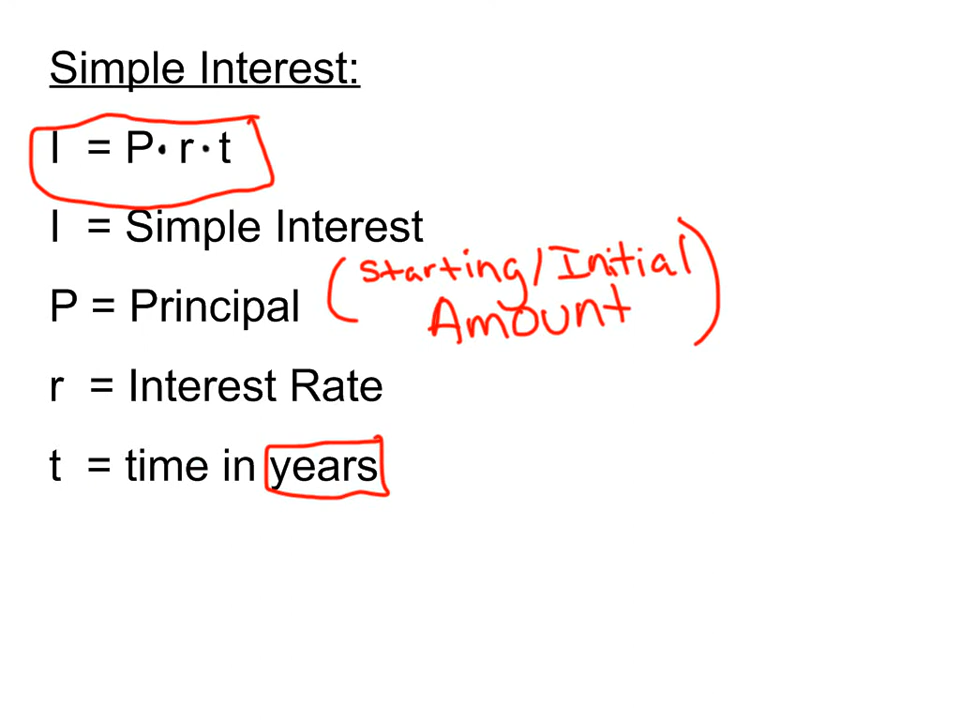 Simple Interest:
I = P · r · t
I = Simple Interest
P = Principal (Starting/Initial
Amount)
r = Interest Rate
t = time in years